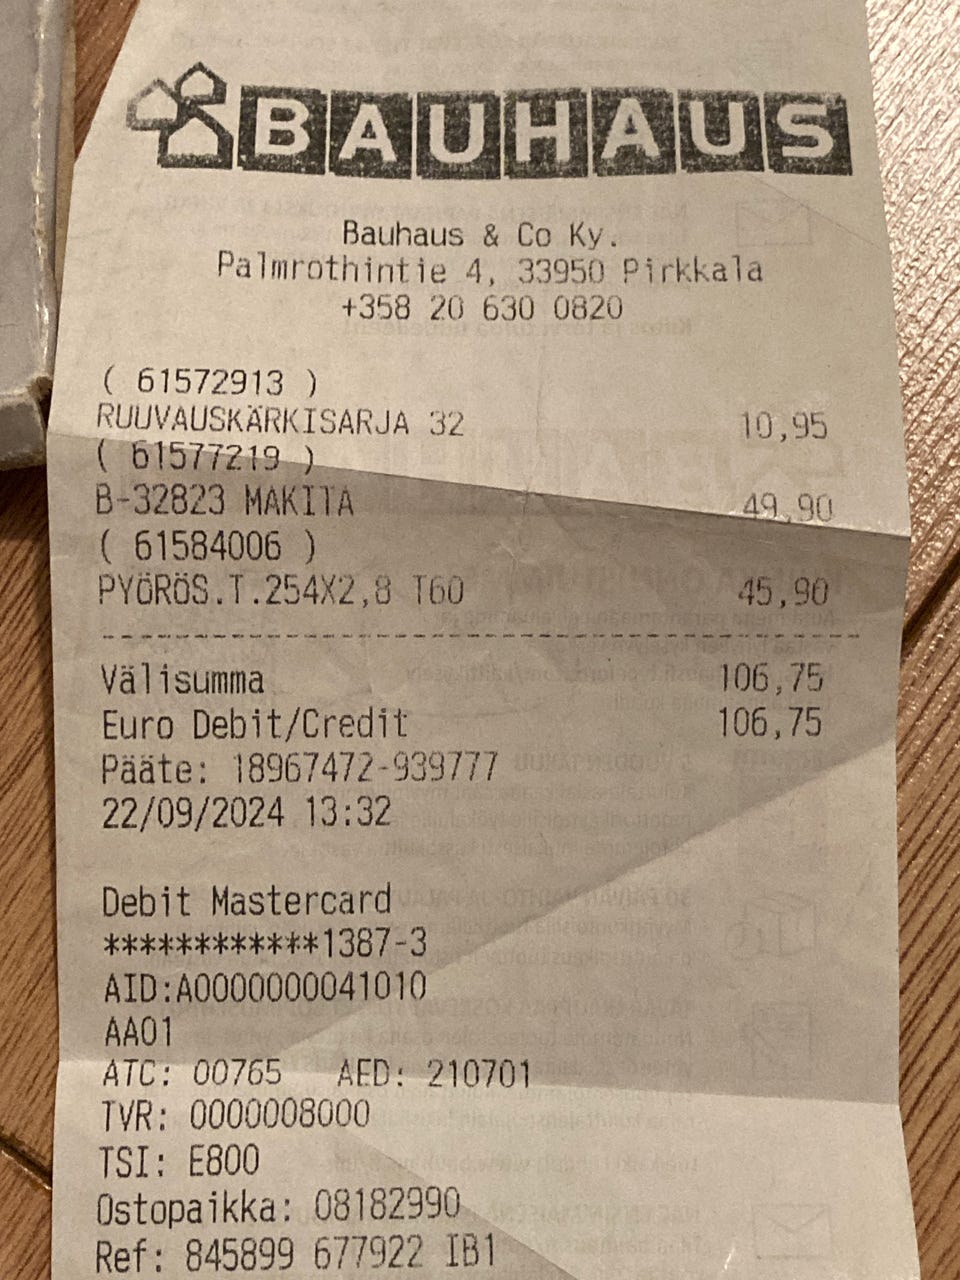 BAUHAUS
Bauhaus & Co Ky.
Palmrothintie 4, 33950 Pirkkala
+358 20 630 0820
( 61572913 )
RUUVAUSKÄRKISARJA 32 10,95
( 61577219 )
B-32823 MAKITA 49,90
( 61584006 )
PYÖRÖS.T.254X2,8 T60 45,90
Välisumma 106,75
Euro Debit/Credit 106,75
Pääte: 18967472-939777
22/09/2024 13:32
Debit Mastercard
************1387-3
AID:A0000000041010
AA01
ATC: 00765 AED: 210701
TVR: 0000008000
TSI: E800
Ostopaikka: 08182990
Ref: 845899 677922 IB1